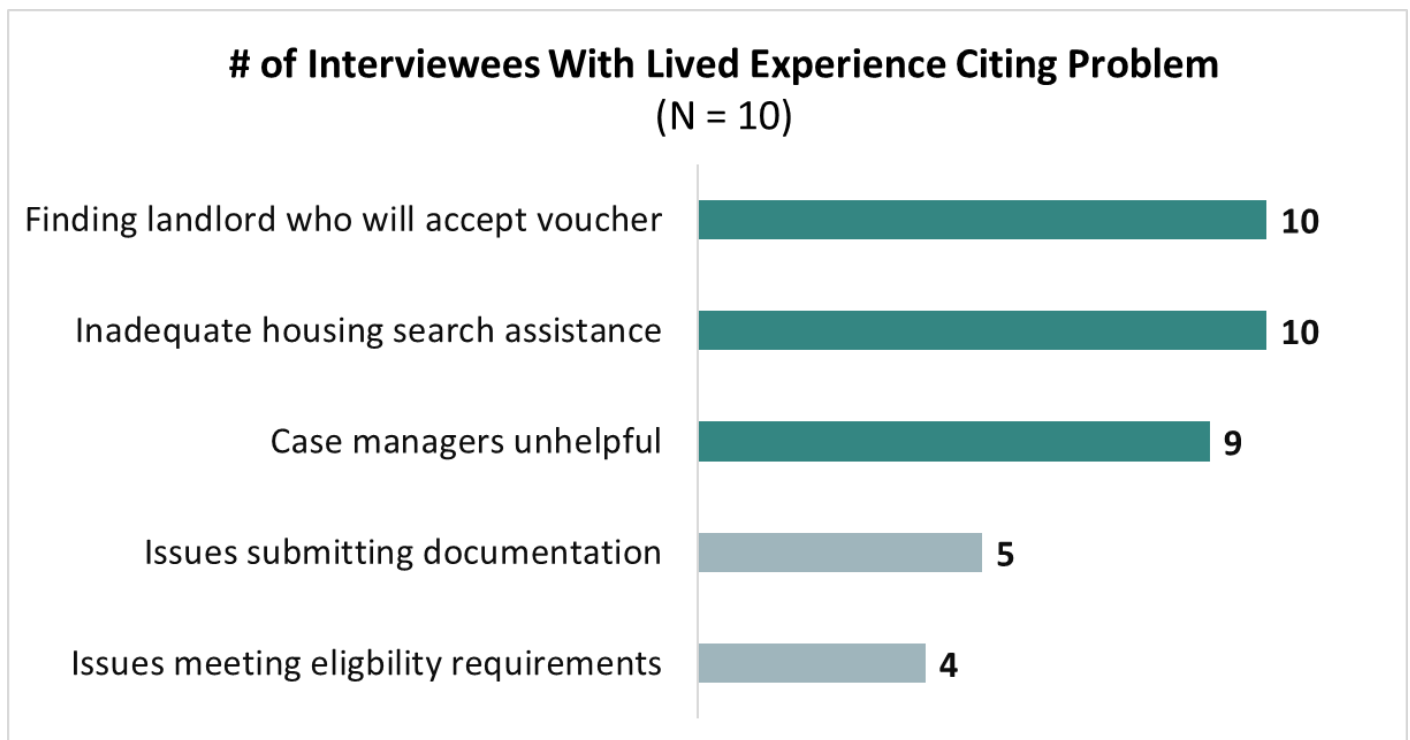 # of Interviewees With Lived Experience Citing Problem
(N = 10)
Finding landlord who will accept voucher 10
Inadequate housing search assistance 10
Case managers unhelpful 9
Issues submitting documentation 5
Issues meeting eligbility requirements 4